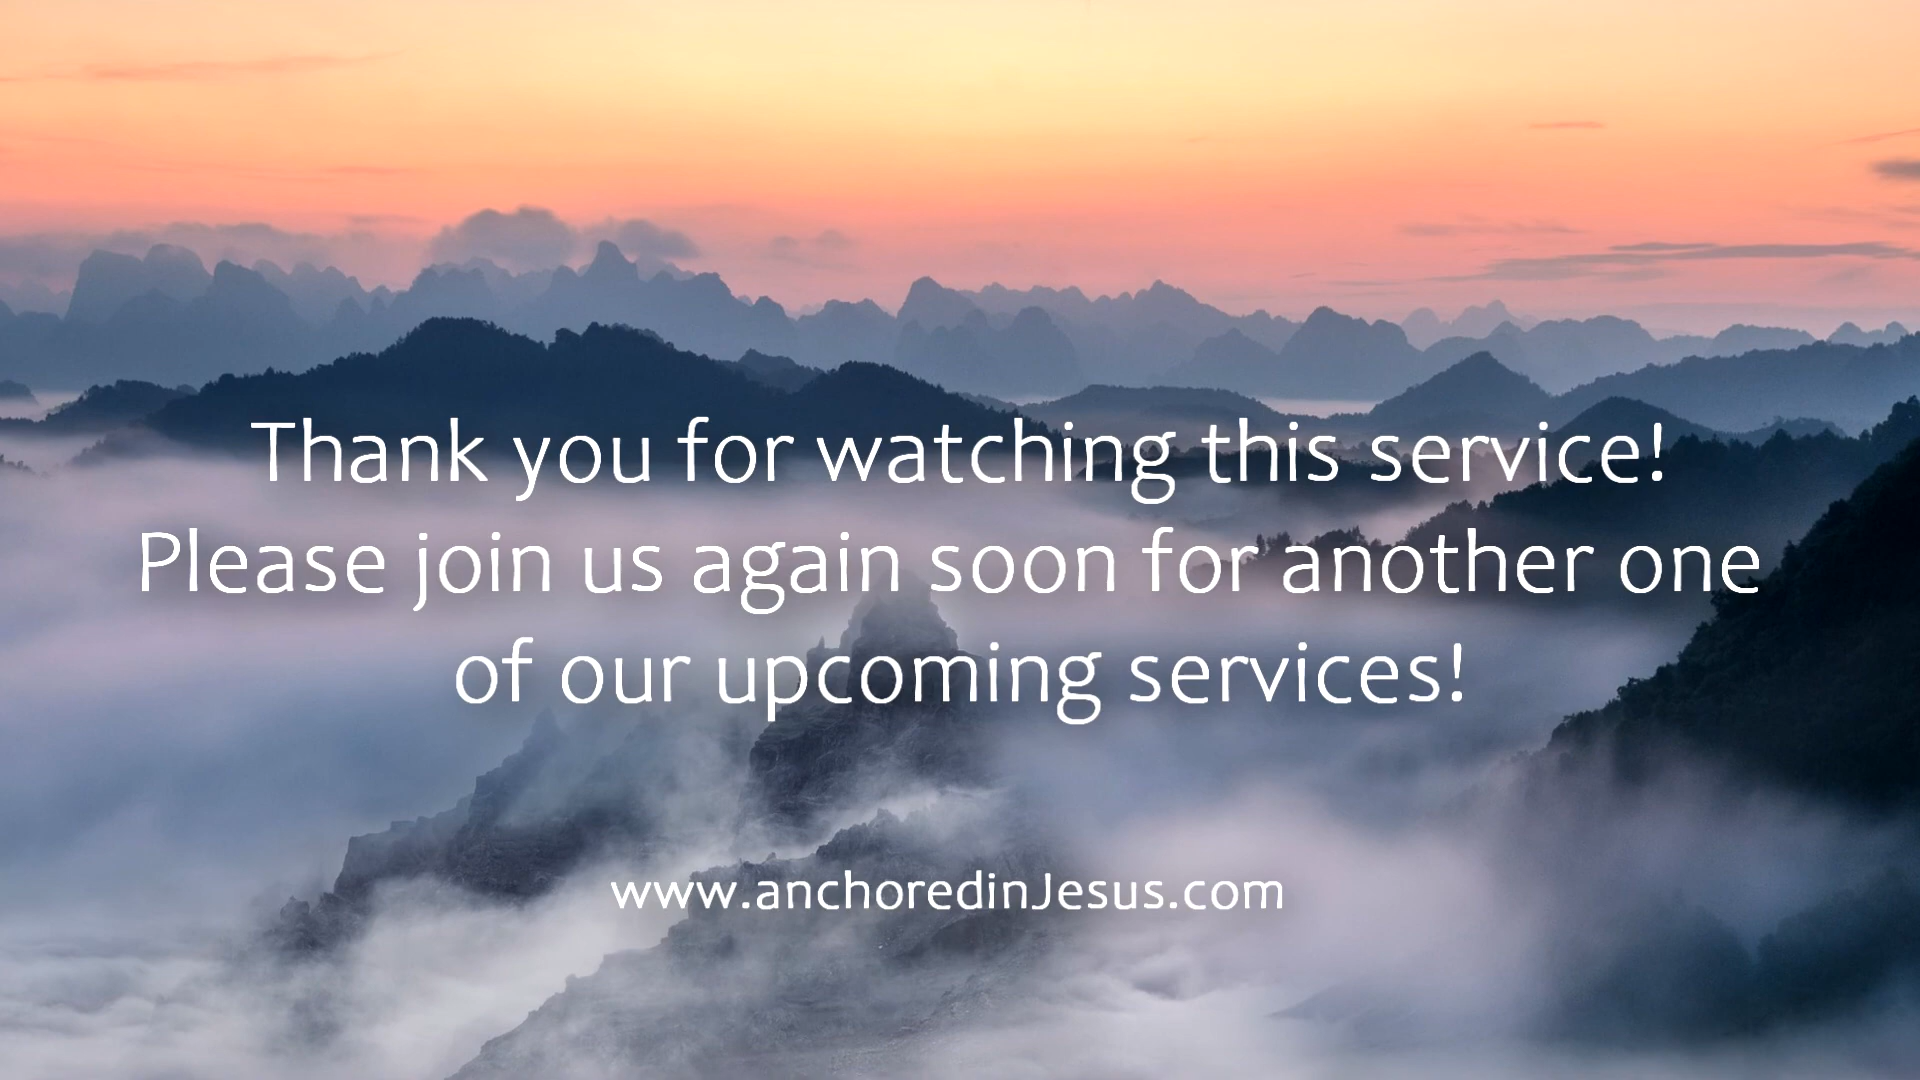 Thank you for watching this service!
Please join us again soon for another one
of our upcoming services!
www.anchoredinJesus.com